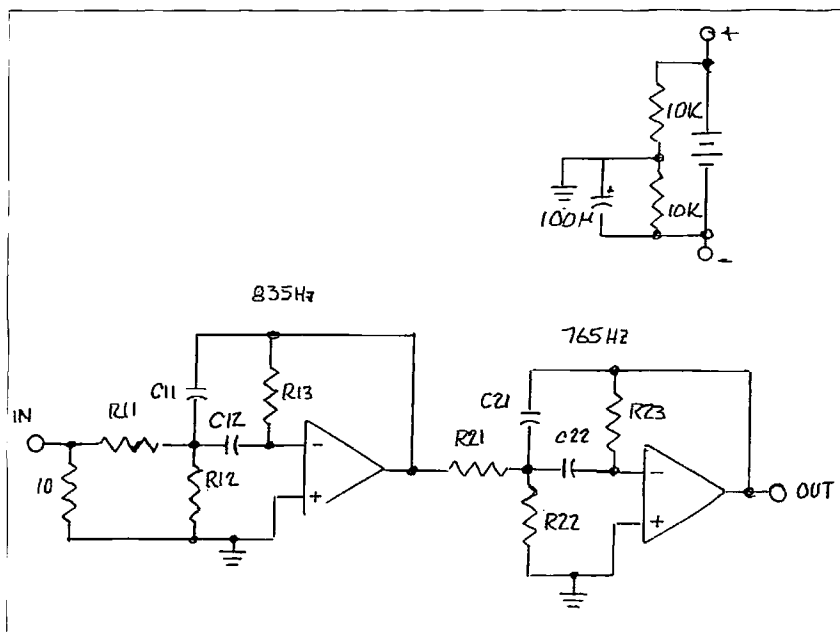 +
10K
10K
100µ
+
-
835Hz
765HZ
C11
R13
C21
R23
IN
R11
C12
R21
C22
-
-
10
R12
+
R22
+
OUT